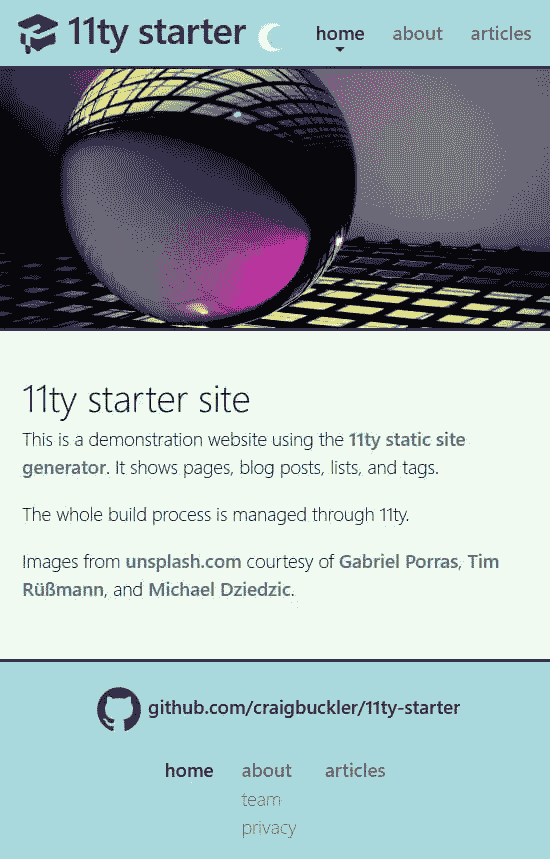 11ty starter
home about articles
11ty starter site
This is a demonstration website using the 11ty static site
generator. It shows pages, blog posts, lists, and tags.
The whole build process is managed through 11ty.
Images from unsplash.com courtesy of Gabriel Porras, Tim
Rüßmann, and Michael Dziedzic.
github.com/craigbuckler/11ty-starter
home about articles
team
privacy